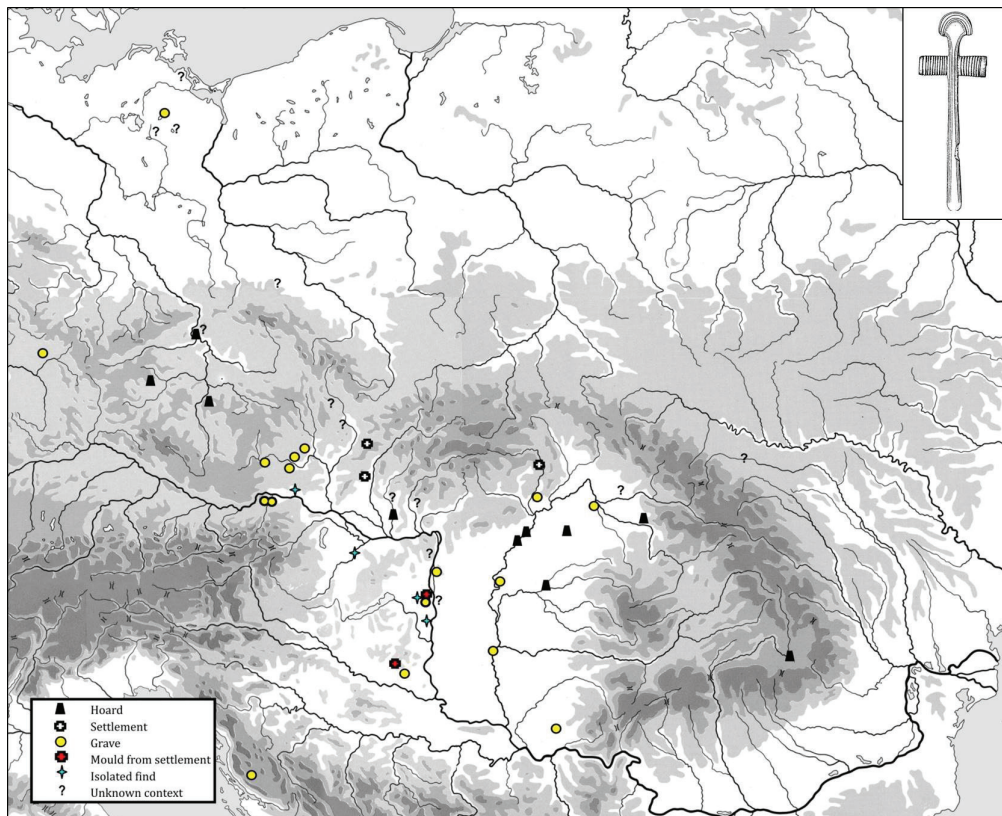 Hoard
Settlement
Grave
Mould from settlement
Isolated find
? Unknown context